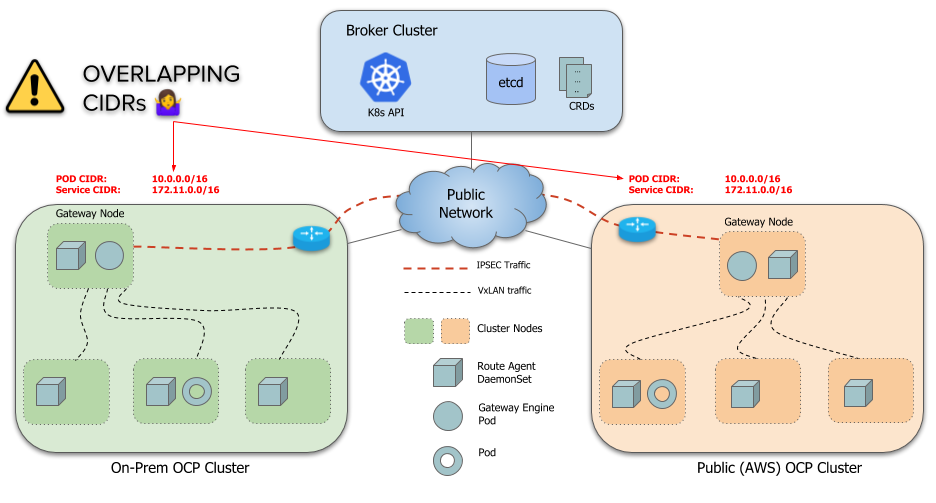 Broker Cluster
K8s API
etcd
...
...
..
CRDs
OVERLAPPING
CIDRs
POD CIDR: 10.0.0.0/16
Service CIDR: 172.11.0.0/16
POD CIDR: 10.0.0.0/16
Service CIDR: 172.11.0.0/16
Public
Network
Gateway Node
Gateway Node
IPSEC Traffic
VxLAN traffic
Cluster Nodes
Route Agent
DaemonSet
Gateway Engine
Pod
Pod
On-Prem OCP Cluster
Public (AWS) OCP Cluster